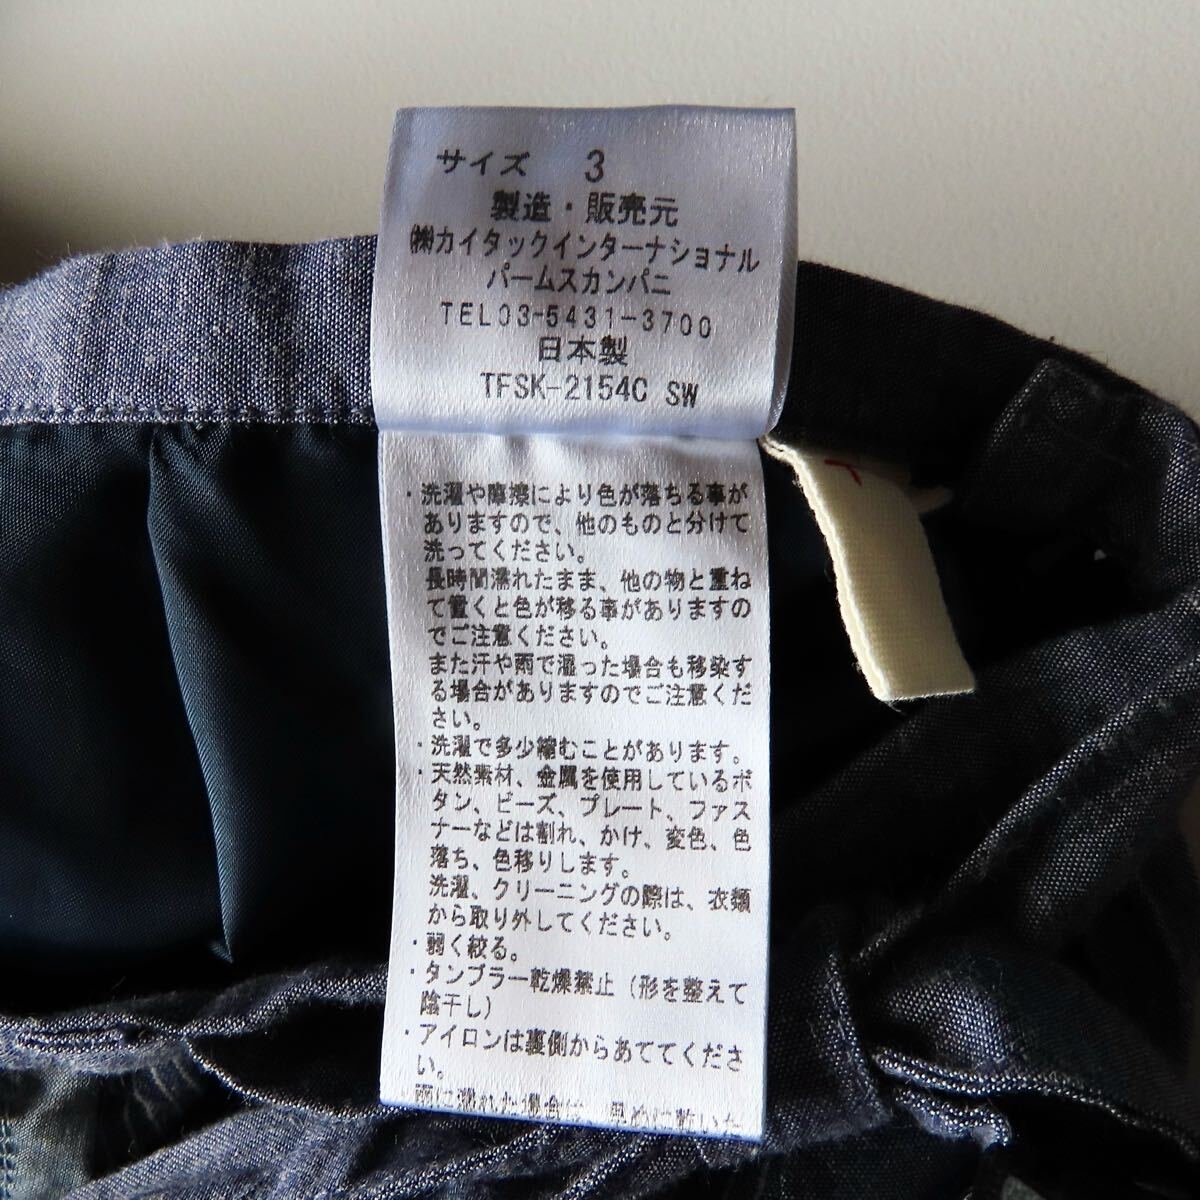 サイズ 3
製造・販売元
㈱カイタックインターナショナル
パームスカンパニ
TEL03-5431-3700
日本製
TFSK-2154C SW
・洗濯や摩擦により色が落ちる事が
ありますので、他のものと分けて
洗ってください。
長時間濡れたまま、他の物と重ね
て置くと色が移る事がありますの
でご注意ください。
また汗や雨で湿った場合も移染す
る場合がありますのでご注意くだ
さい。
・洗濯で多少縮むことがあります。
・天然素材、金属を使用しているボ
タン、ビーズ、プレート、ファス
ナーなどは割れ、かけ、変色、色
落ち、色移りします。
洗濯、クリーニングの際は、衣類
から取り外してください。
・弱く絞る。
・タンブラー乾燥禁止（形を整えて
陰干し）
・アイロンは裏側からあててくださ
い。
雨に濡れた場合は、早めに乾いた